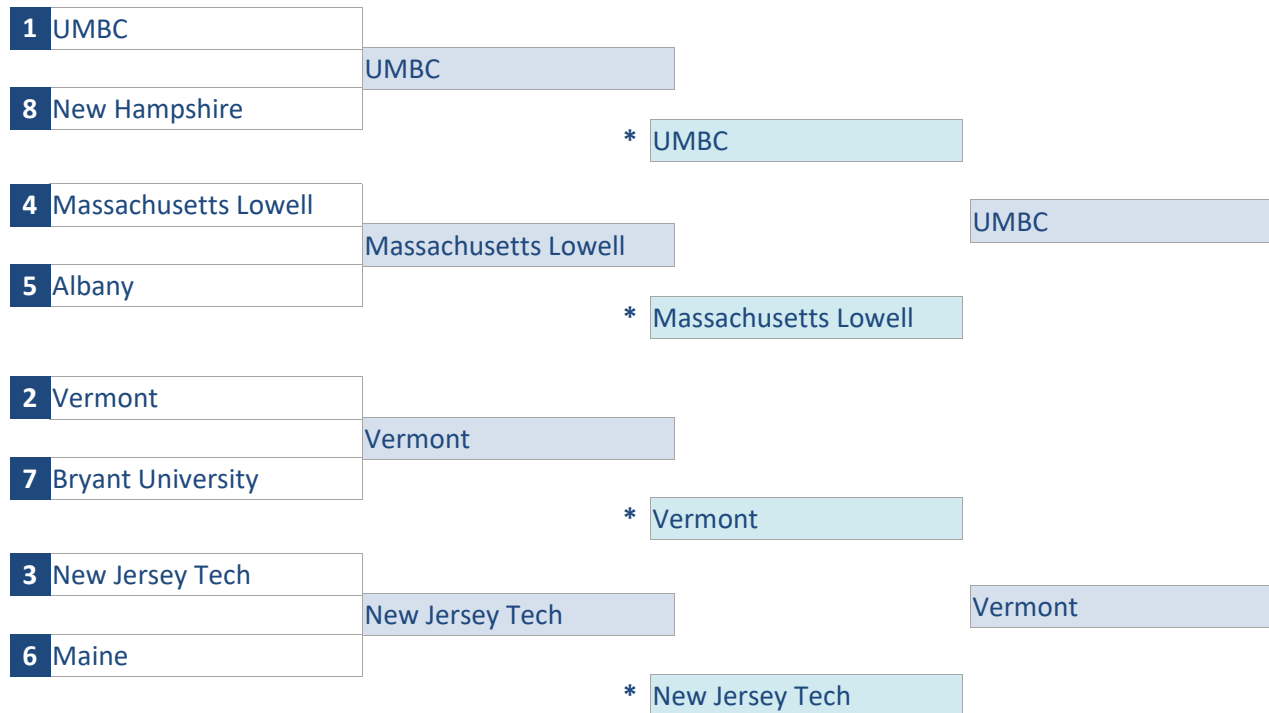 1 UMBC
UMBC
8 New Hampshire
* UMBC
4 Massachusetts Lowell
UMBC
Massachusetts Lowell
5 Albany
* Massachusetts Lowell
2 Vermont
Vermont
7 Bryant University
* Vermont
3 New Jersey Tech
Vermont
New Jersey Tech
6 Maine
* New Jersey Tech